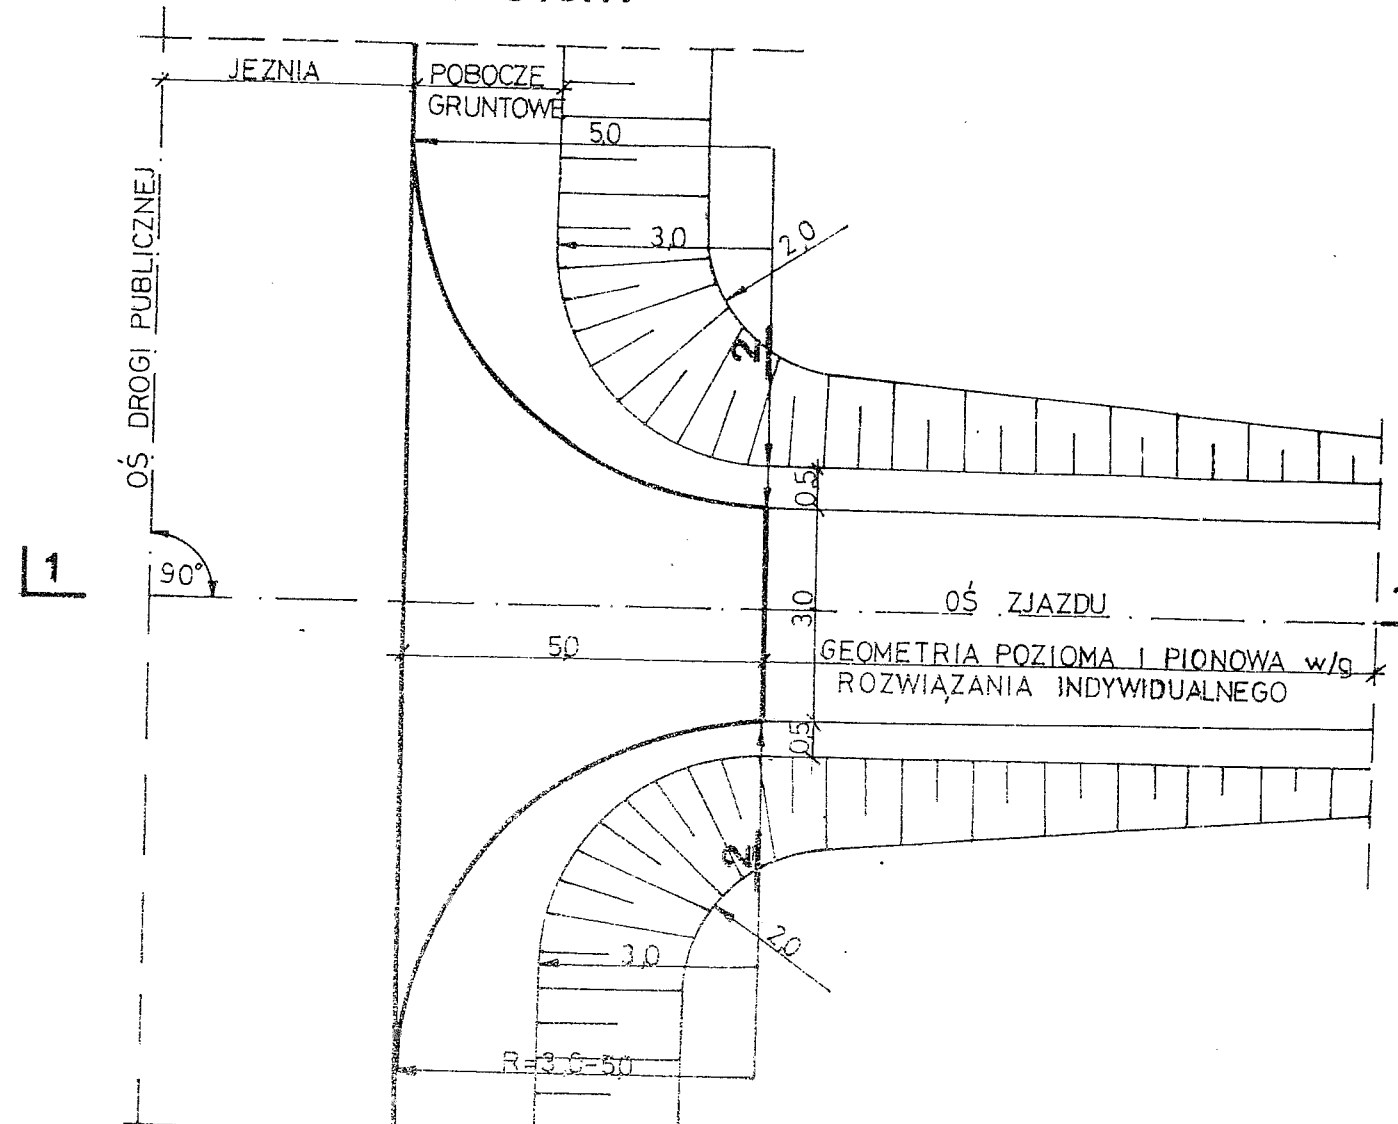 JEZNIA
POBOCZE
GRUNTOWE
5,0
OŚ DROGI PUBLICZNEJ
3,0
2,0
2
0,5
1
90°
3,0
OŚ ZJAZDU
5,0
GEOMETRIA POZIOMA I PIONOWA w/g
ROZWIĄZANIA INDYWIDUALNEGO
0,5
2
2,0
3,0
R=3,0-5,0